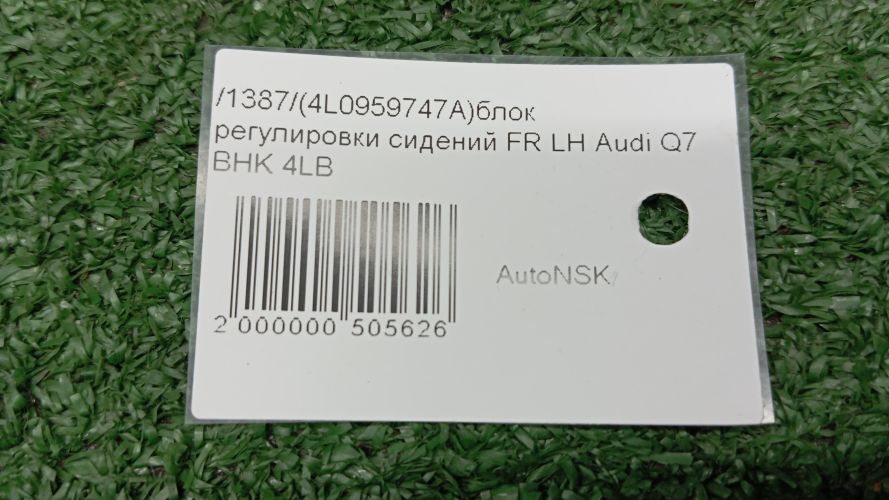 /1387/(4L0959747A)блок
регулировки сидений FR LH Audi Q7
BHK 4LB
AutoNSK
2 000000 505626